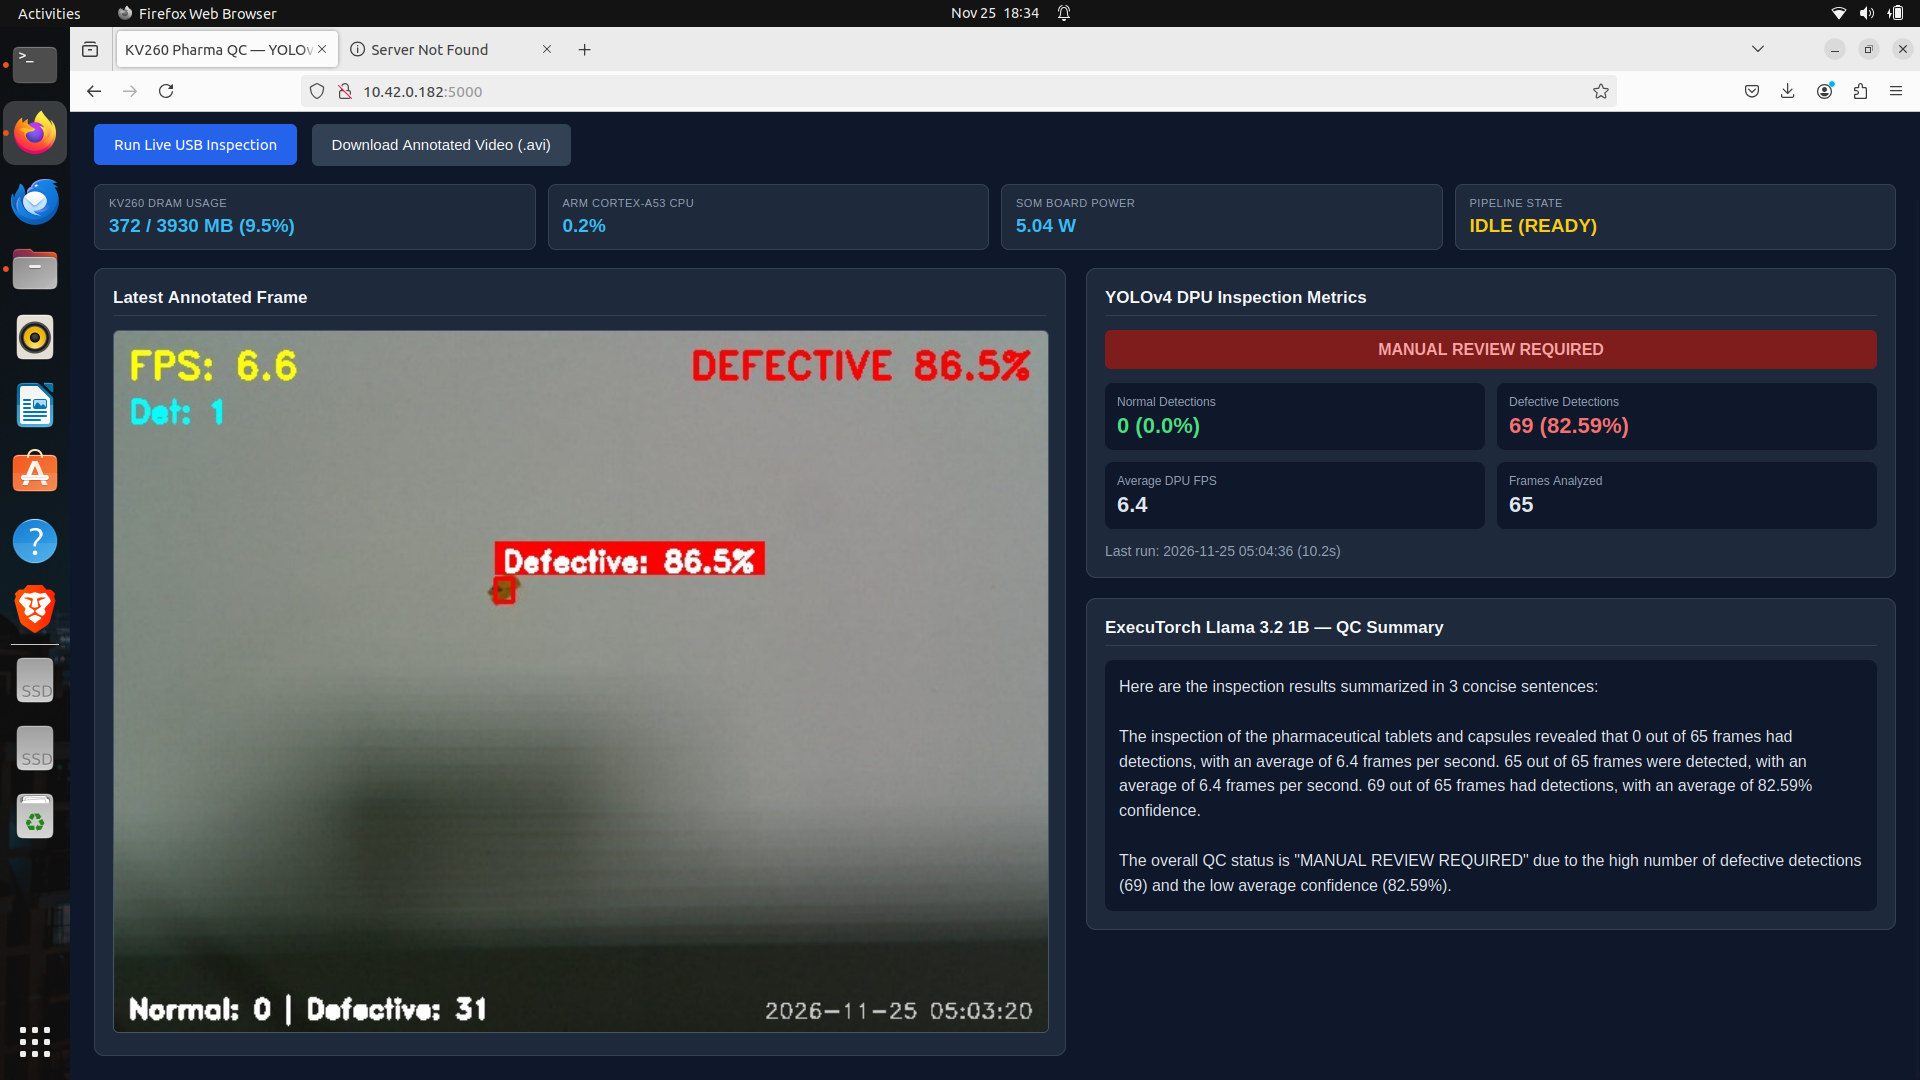 Activities
Firefox Web Browser
Nov 25 18:34
KV260 Pharma QC — YOLOv
Server Not Found
10.42.0.182:5000
Run Live USB Inspection
Download Annotated Video (.avi)
KV260 DRAM USAGE
372 / 3930 MB (9.5%)
ARM CORTEX-A53 CPU
0.2%
SOM BOARD POWER
5.04 W
PIPELINE STATE
IDLE (READY)
Latest Annotated Frame
FPS: 6.6
DEFECTIVE 86.5%
Det: 1
Defective: 86.5%
Normal: 0 | Defective: 31
2026-11-25 05:03:20
YOLOv4 DPU Inspection Metrics
MANUAL REVIEW REQUIRED
Normal Detections
0 (0.0%)
Defective Detections
69 (82.59%)
Average DPU FPS
6.4
Frames Analyzed
65
Last run: 2026-11-25 05:04:36 (10.2s)
ExecuTorch Llama 3.2 1B — QC Summary
Here are the inspection results summarized in 3 concise sentences:
The inspection of the pharmaceutical tablets and capsules revealed that 0 out of 65 frames had
detections, with an average of 6.4 frames per second. 65 out of 65 frames were detected, with an
average of 6.4 frames per second. 69 out of 65 frames had detections, with an average of 82.59%
confidence.
The overall QC status is "MANUAL REVIEW REQUIRED" due to the high number of defective detections
(69) and the low average confidence (82.59%).
SSD
SSD